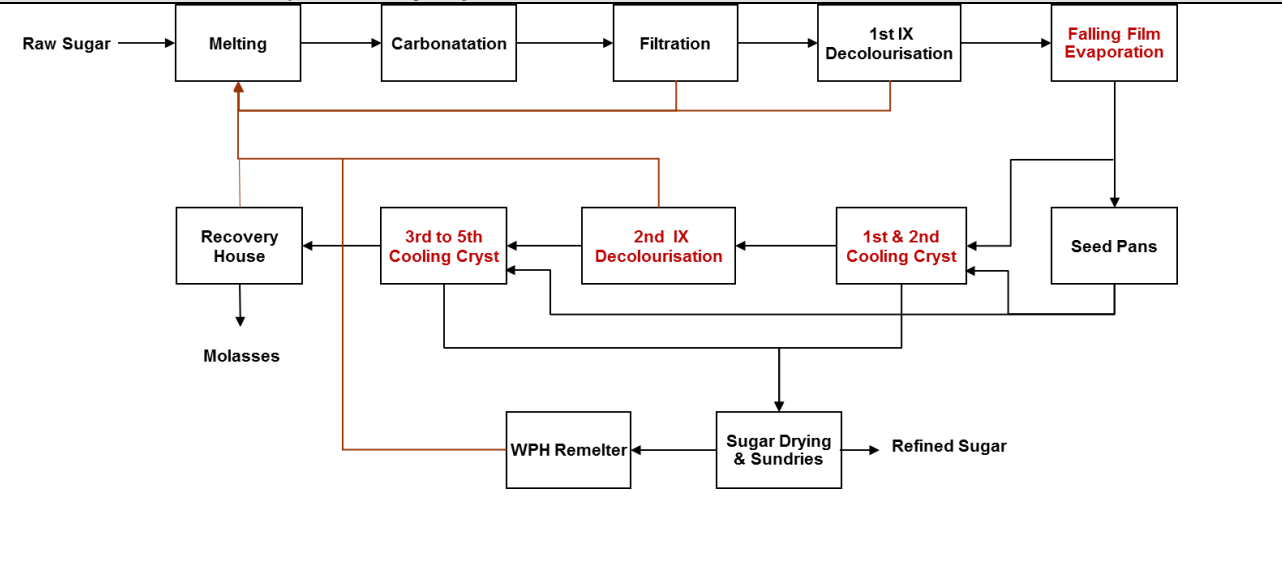 Raw Sugar
Melting
Carbonatation
Filtration
1st IX
Decolourisation
Falling Film
Evaporation
Recovery
House
3rd to 5th
Cooling Cryst
2nd IX
Decolourisation
1st & 2nd
Cooling Cryst
Seed Pans
Molasses
WPH Remelter
Sugar Drying
& Sundries
Refined Sugar